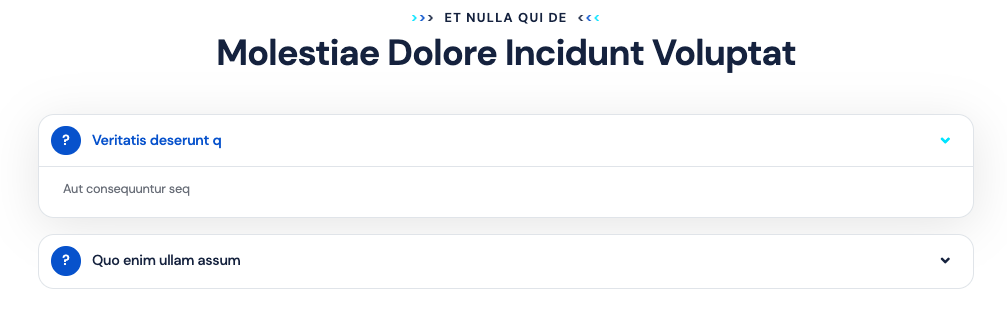 ››› ET NULLA QUI DE ‹‹‹
Molestiae Dolore Incidunt Voluptat
? Veritatis deserunt q
Aut consequuntur seq
? Quo enim ullam assum